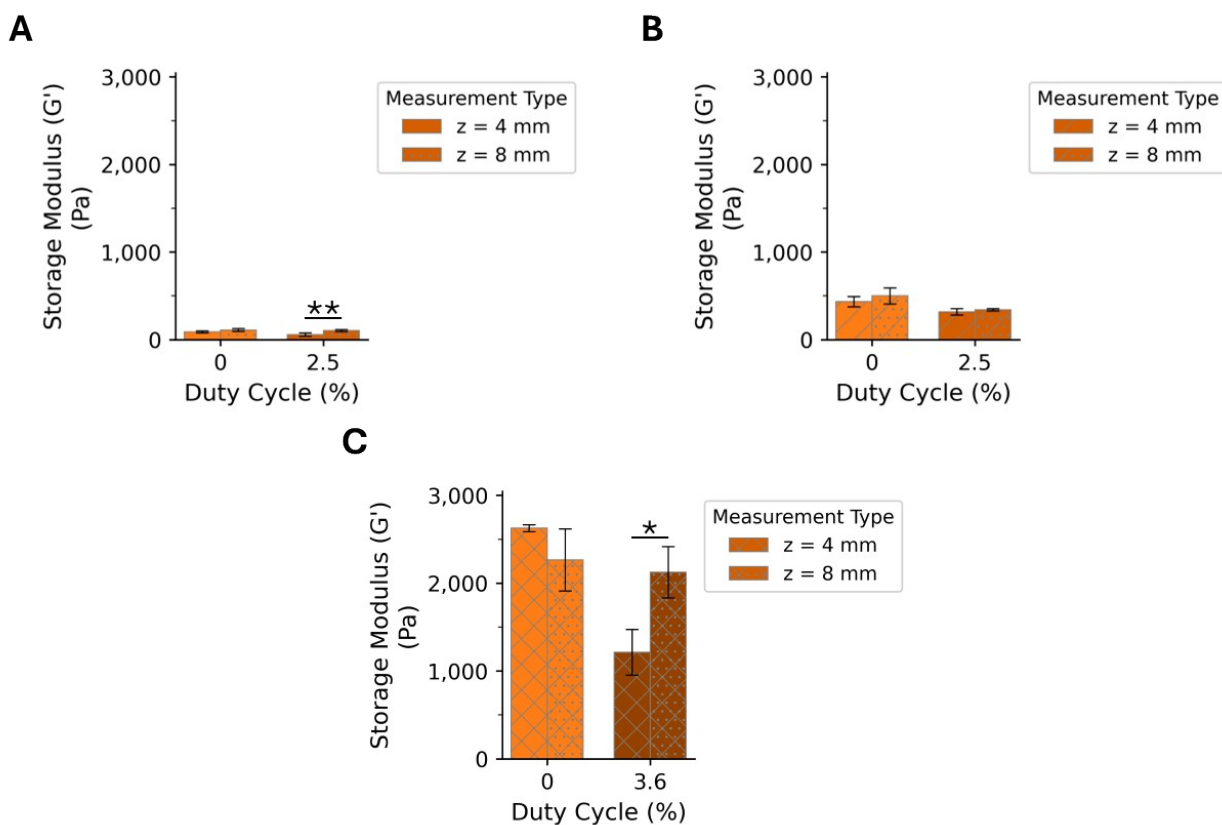 A
Storage Modulus (G')
(Pa)
3,000
2,000
1,000
0
**
0
2.5
Duty Cycle (%)
Measurement Type
z = 4 mm
z = 8 mm
B
Storage Modulus (G')
(Pa)
3,000
2,000
1,000
0
0
2.5
Duty Cycle (%)
Measurement Type
z = 4 mm
z = 8 mm
C
Storage Modulus (G')
(Pa)
3,000
2,000
1,000
0
*
0
3.6
Duty Cycle (%)
Measurement Type
z = 4 mm
z = 8 mm